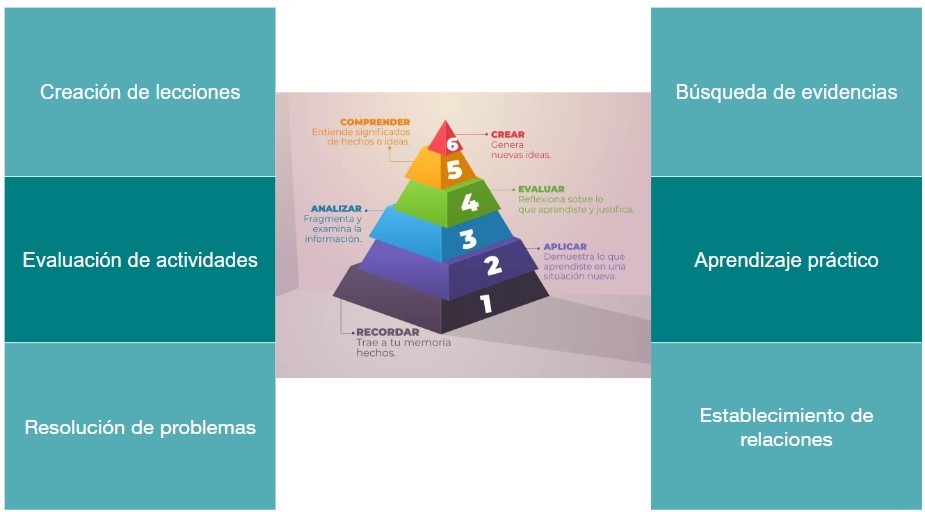 Creación de lecciones
Evaluación de actividades
Resolución de problemas
COMPRENDER
Entiende significados
de hechos o ideas.
CREAR
Genera
nuevas ideas.
6
5
EVALUAR
Reflexiona sobre lo
que aprendiste y justifica.
4
ANALIZAR
Fragmenta y
examina la
información.
3
APLICAR
Demuestra lo que
aprendiste en una
situación nueva.
2
1
RECORDAR
Trae a tu memoria
hechos.
Búsqueda de evidencias
Aprendizaje práctico
Establecimiento de
relaciones